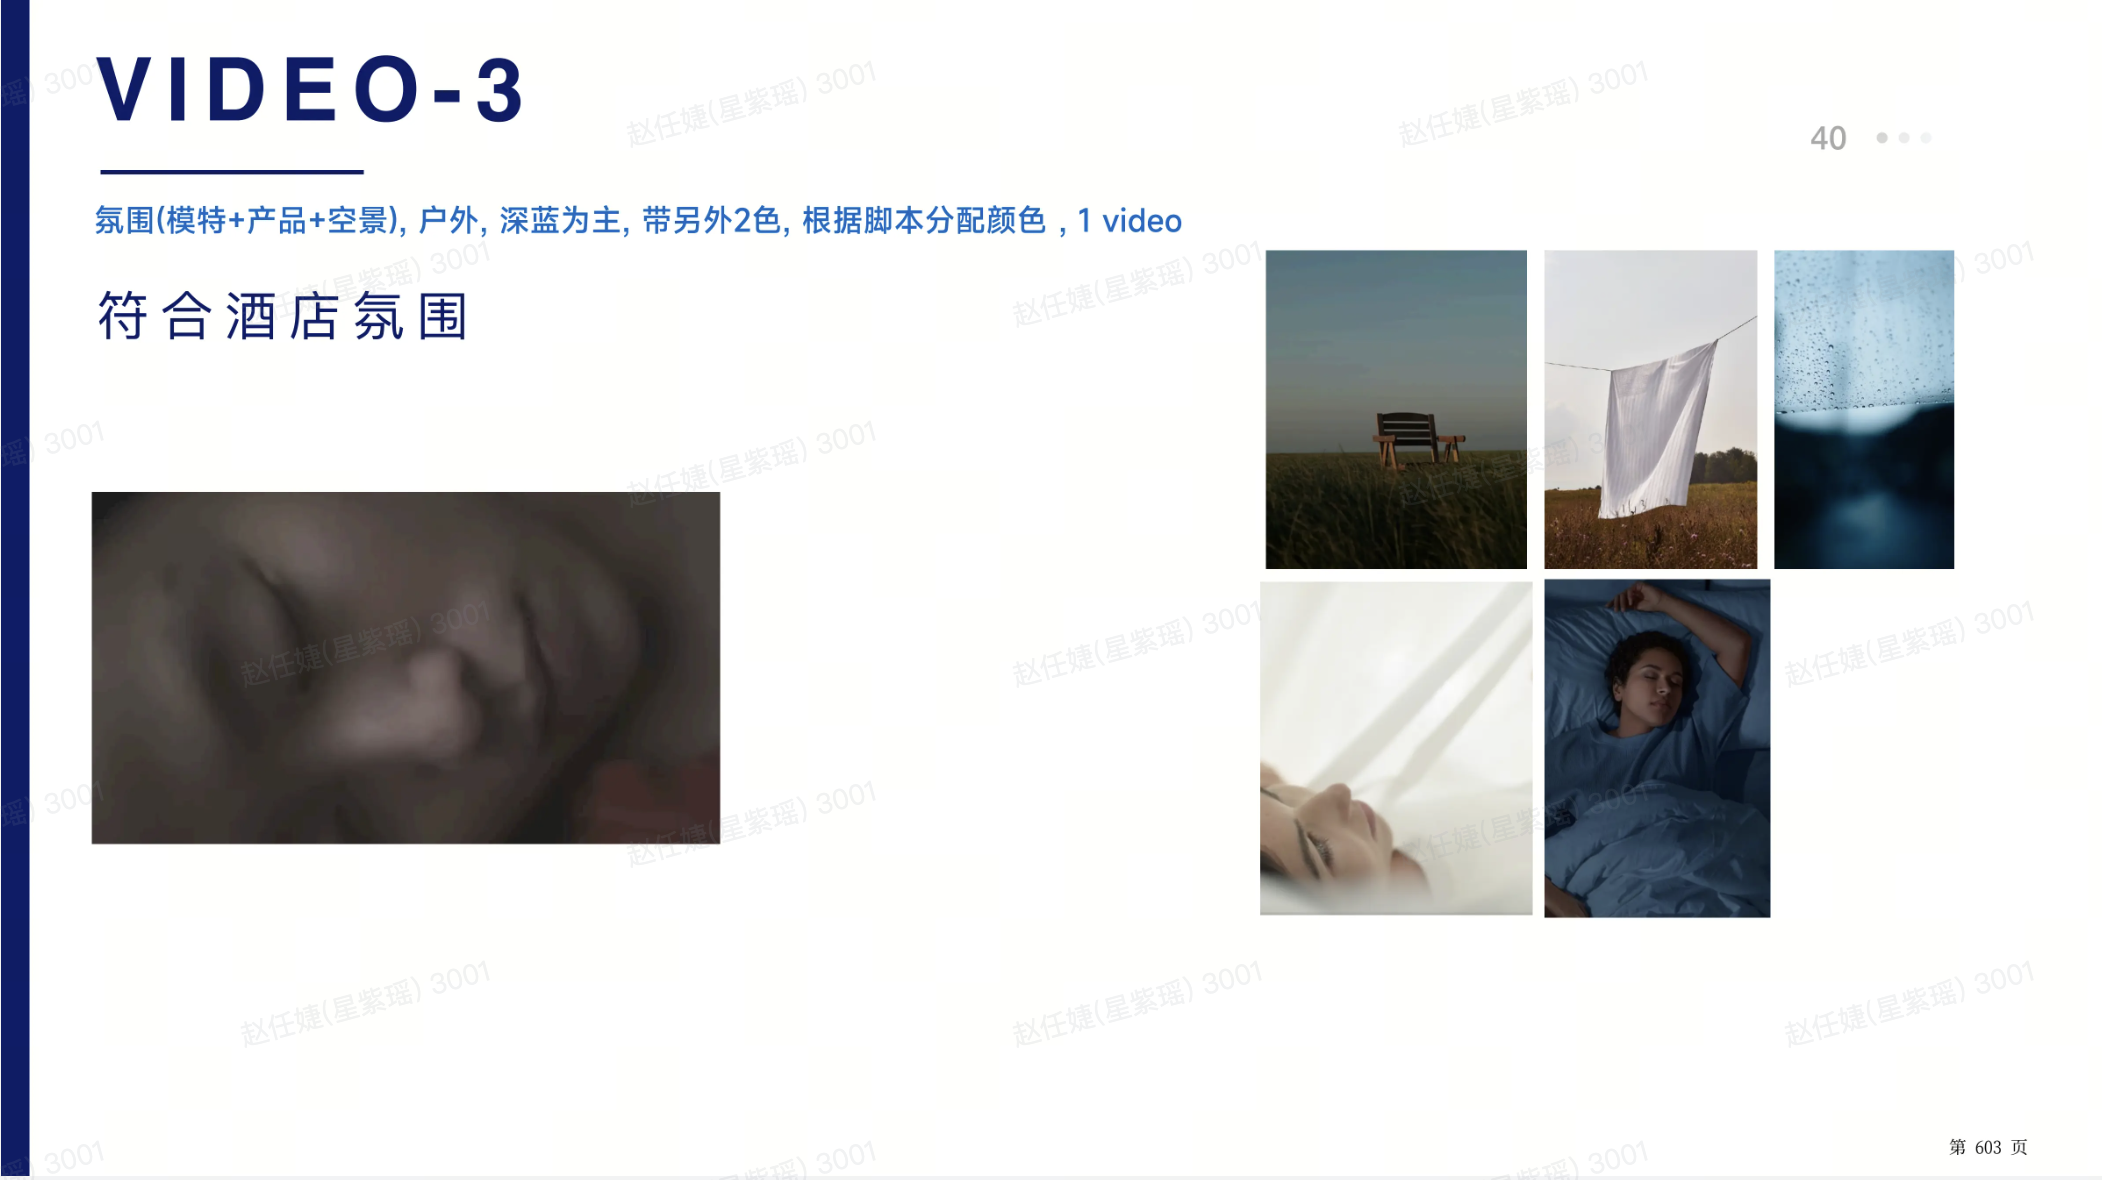 VIDEO-3
40
氛围(模特+产品+空景), 户外, 深蓝为主, 带另外2色, 根据脚本分配颜色 , 1 video
符合酒店氛围
赵任婕(星紫瑶) 3001
第 603 页